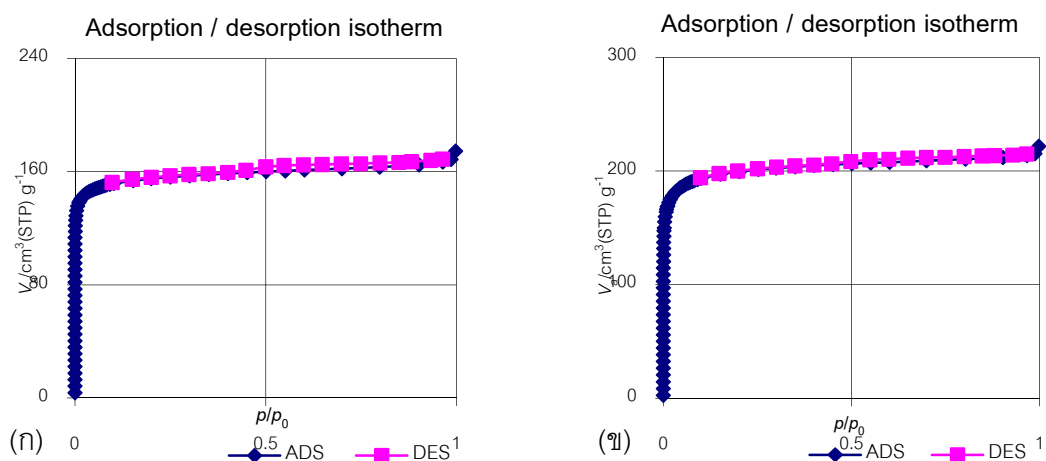 Adsorption / desorption isotherm
240
160
80
0
Va/cm³(STP) g⁻¹
p/p₀
0
0.5
1
(ก)
ADS DES
Adsorption / desorption isotherm
300
200
100
0
Va/cm³(STP) g⁻¹
p/p₀
0
0.5
1
(ข)
ADS DES